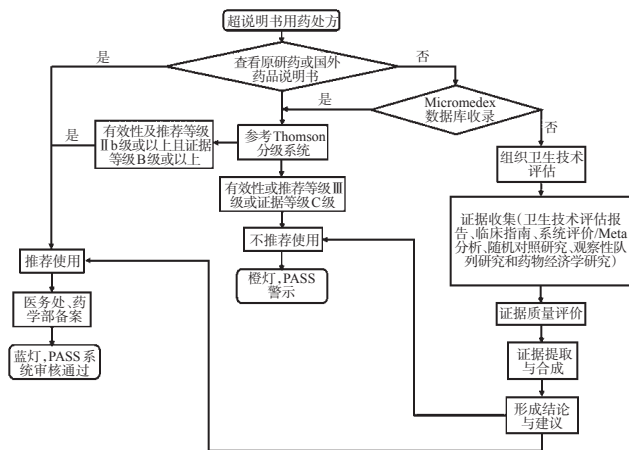 超说明书用药处方
是
查看原研药或国外
药品说明书
否
是
Micromedex
数据库收录
否
有效性及推荐等级
Ⅱb级或以上且证据
等级B级或以上
是
参考Thomson
分级系统
组织卫生技术
评估
有效性或推荐等级Ⅲ
级或证据等级C级
证据收集(卫生技术评估报
告、临床指南、系统评价/Meta
分析、随机对照研究、观察性队
列研究和药物经济学研究)
不推荐使用
推荐使用
橙灯,PASS
警示
医务处、药
学部备案
证据质量评价
蓝灯,PASS系
统审核通过
证据提取
与合成
形成结论
与建议